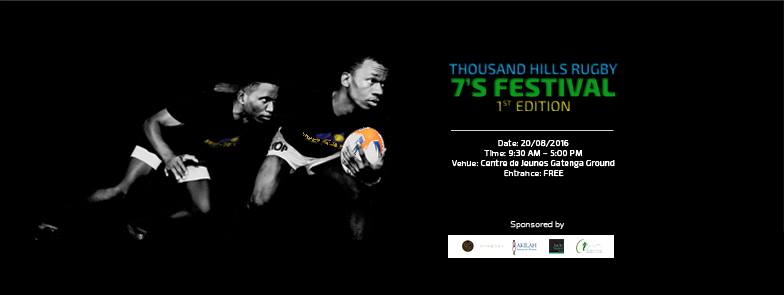 THOUSAND HILLS RUGBY
7'S FESTIVAL
1ST EDITION
Date: 20/08/2016
Time: 9:30 AM – 5:00 PM
Venue: Centre de Jeunes Gatenga Ground
Entrance: FREE
Sponsored by
AKILAH